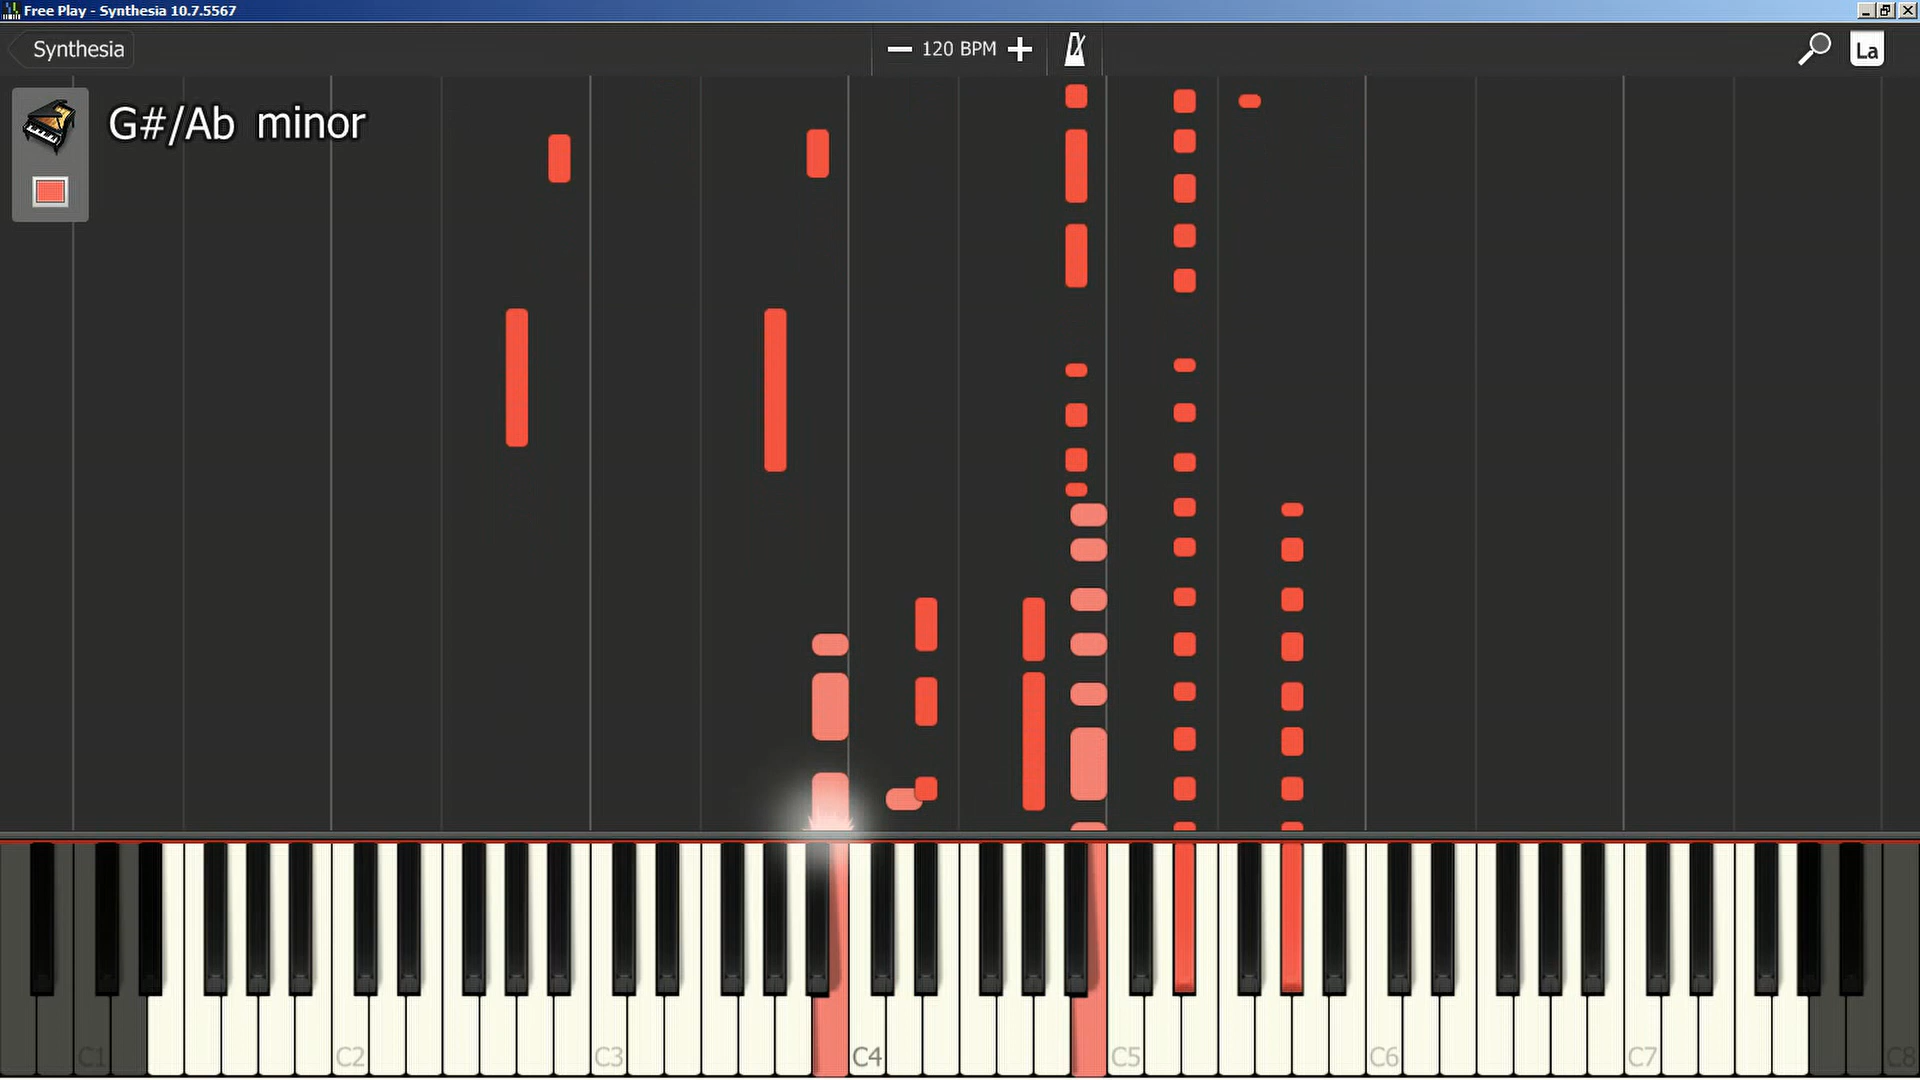 Free Play - Synthesia 10.7.5567
Synthesia
120 BPM
La
G#/Ab minor
C1
C2
C3
C4
C5
C6
C7
C8